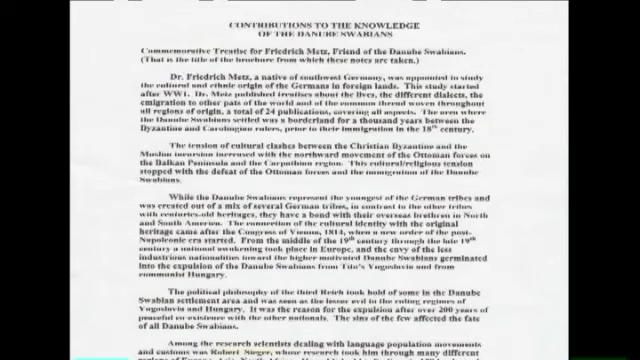 CONTRIBUTIONS TO THE KNOWLEDGE
OF THE DANUBE SWABIANS
Commemorative Treatise for Friedrich Metz, Friend of the Danube Swabians.
(That is the title of the brochure from which these notes are taken.)
Dr. Friedrich Metz, a native of southwest Germany, was appointed to study
the cultural and ethnic origin of the Germans in foreign lands. This study started
after WW1. Dr. Metz published treatises about the lives, the different dialects, the
emigration to other pats of the world and of the common thread woven throughout
all regions of origin, a total of 24 publications, covering all aspects. The area where
the Danube Swabians settled was a borderland for a thousand years between the
Byzantine and Carolingian rulers, prior to their immigration in the 18th century.
The tension of cultural clashes between the Christian Byzantine and the
Moslem incursion increased with the northward movement of the Ottoman forces on
the Balkan Peninsula and the Carpathian region. This cultural/religious tension
stopped with the defeat of the Ottoman forces and the immigration of the Danube
Swabians.
While the Danube Swabians represent the youngest of the German tribes and
was created out of a mix of several German tribes, in contrast to the other tribes
with centuries-old heritages, they have a bond with their overseas brethren in North
and South America. The connection of the cultural identity with the original
heritage came after the Congress of Vienna, 1814, when a new order of the post-
Napoleonic era started. From the middle of the 19th century through the late 19th
century a national awakening took place in Europe, and the envy of the less
industrious nationalities toward the higher motivated Danube Swabians germinated
into the expulsion of the Danube Swabians from Tito's Yugoslavia and from
communist Hungary.
The political philosophy of the third Reich took hold of some in the Danube
Swabian settlement area and was seen as the lesser evil to the ruling regimes of
Yugoslavia and Hungary. It was the reason for the expulsion after over 200 years of
peaceful co-existence with the other nationals. The sins of the few affected the fate
of all Danube Swabians.
Among the research scientists dealing with language population movements
and customs was Robert Steger, whose research took him through many different